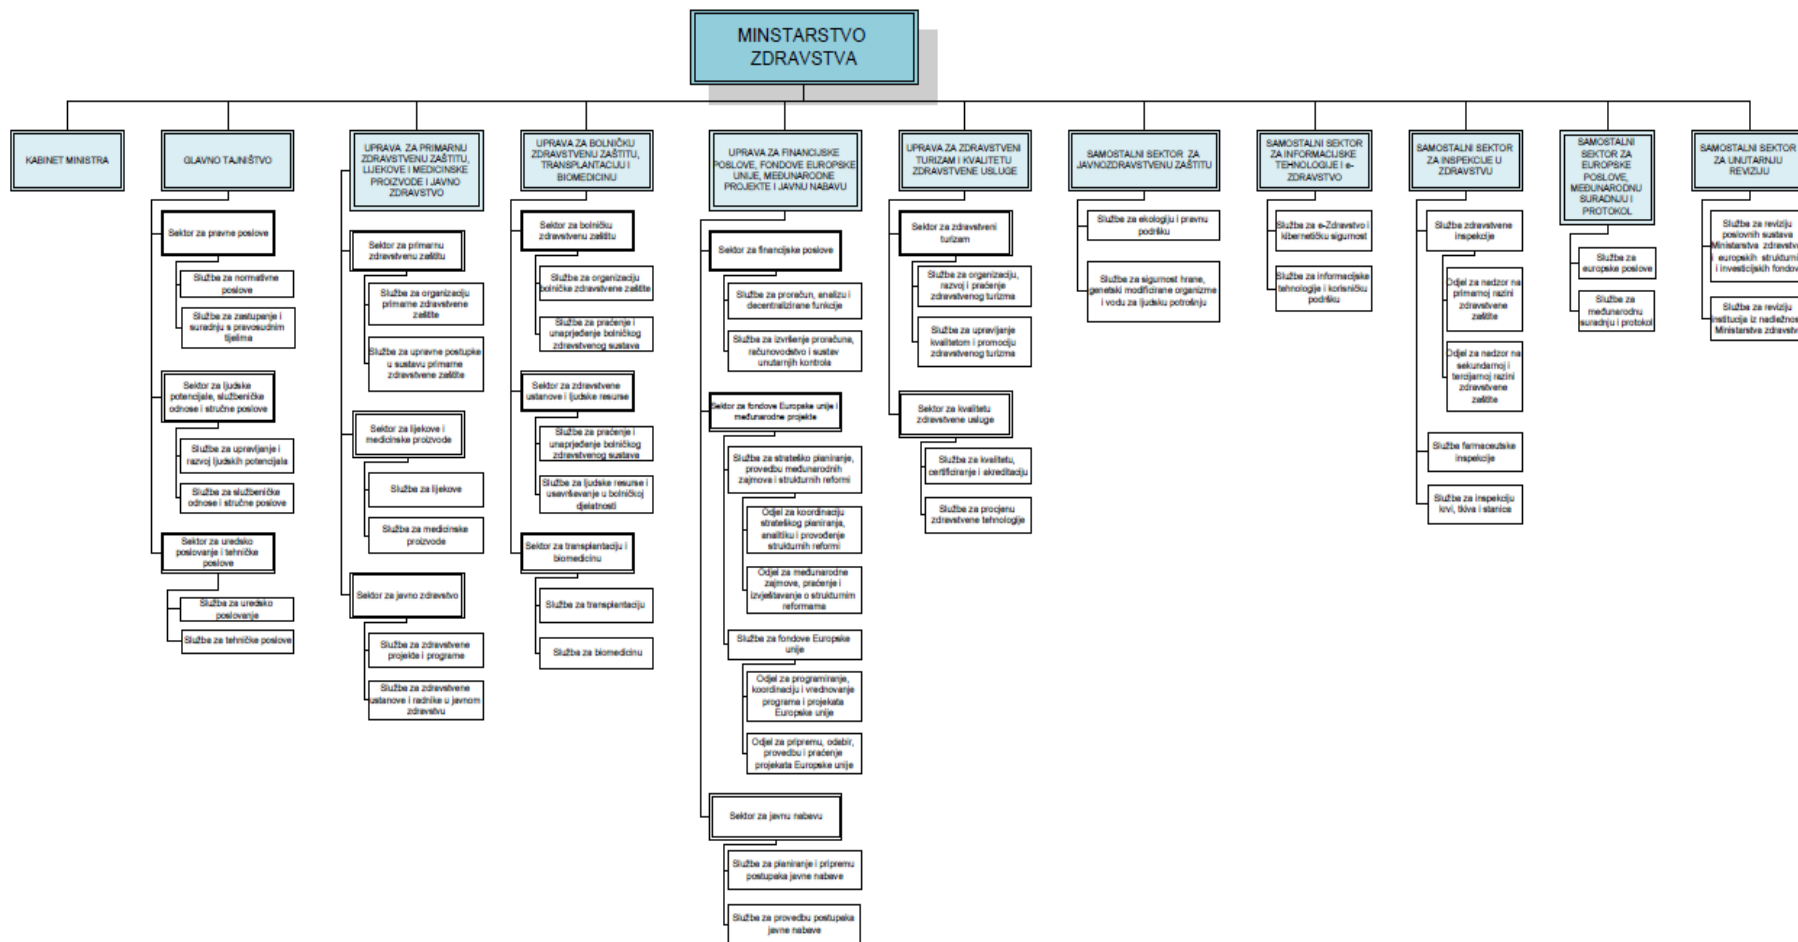 MINSTARSTVO
ZDRAVSTVA
KABINET MINISTRA
GLAVNO TAJNIŠTVO
Sektor za pravne poslove
Služba za normativne
poslove
Služba za zastupanje i
suradnju s pravosudnim
tijelima
Sektor za ljudske
potencijale, službeničke
odnose i stručne poslove
Služba za upravljanje i
razvoj ljudskih potencijala
Služba za službeničke
odnose i stručne poslove
Sektor za uredsko
poslovanje i tehničke
poslove
Služba za uredsko
poslovanje
Služba za tehničke poslove
UPRAVA ZA PRIMARNU
ZDRAVSTVENU ZAŠTITU,
LIJEKOVE I MEDICINSKE
PROIZVODE I JAVNO
ZDRAVSTVO
Sektor za primarnu
zdravstvenu zaštitu
Služba za organizaciju
primarne zdravstvene
zaštite
Služba za upravne postupke
u sustavu primarne
zdravstvene zaštite
Sektor za lijekove i
medicinske proizvode
Služba za lijekove
Služba za medicinske
proizvode
Sektor za javno zdravstvo
Služba za zdravstvene
projekte i programe
Služba za zdravstvene
ustanove i radnike u javnom
zdravstvu
UPRAVA ZA BOLNIČKU
ZDRAVSTVENU ZAŠTITU,
TRANSPLANTACIJU I
BIOMEDICINU
Sektor za bolničku
zdravstvenu zaštitu
Služba za organizaciju
bolničke zdravstvene zaštite
Služba za praćenje i
unaprjeđenje bolničkog
zdravstvenog sustava
Sektor za zdravstvene
ustanove i ljudske resurse
Služba za praćenje i
unaprjeđenje bolničkog
zdravstvenog sustava
Služba za ljudske resurse i
usavršavanje u bolničkoj
djelatnosti
Sektor za transplantaciju i
biomedicinu
Služba za transplantaciju
Služba za biomedicinu
UPRAVA ZA FINANCIJSKE
POSLOVE, FONDOVE EUROPSKE
UNIJE, MEĐUNARODNE
PROJEKTE I JAVNU NABAVU
Sektor za financijske poslove
Služba za proračun, analizu i
decentralizirane funkcije
Služba za izvršenje proračuna,
računovodstvo i sustav
unutarnjih kontrola
Sektor za fondove Europske unije i
međunarodne projekte
Služba za strateško planiranje,
provedbu međunarodnih
zajmova i strukturnih reformi
Odjel za koordinaciju
strateškog planiranja,
analitiku i provođenje
strukturnih reformi
Odjel za međunarodne
zajmove, praćenje i
izvještavanje o strukturnim
reformama
Služba za fondove Europske
unije
Odjel za programiranje,
koordinaciju i vrednovanje
programa i projekata
Europske unije
Odjel za pripremu, odabir,
provedbu i praćenje
projekata Europske unije
Sektor za javnu nabavu
Služba za planiranje i pripremu
postupaka javne nabave
Služba za provedbu postupaka
javne nabave
UPRAVA ZA ZDRAVSTVENI
TURIZAM I KVALITETU
ZDRAVSTVENE USLUGE
Sektor za zdravstveni
turizam
Služba za organizaciju,
razvoj i praćenje
zdravstvenog turizma
Služba za upravljanje
kvalitetom i promociju
zdravstvenog turizma
Sektor za kvalitetu
zdravstvene usluge
Služba za kvalitetu,
certificiranje i akreditaciju
Služba za procjenu
zdravstvene tehnologije
SAMOSTALNI SEKTOR ZA
JAVNOZDRAVSTVENU ZAŠTITU
Služba za ekologiju i pravnu
podršku
Služba za sigurnost hrane,
genetski modificirane organizme
i vodu za ljudsku potrošnju
SAMOSTALNI SEKTOR
ZA INFORMACIJSKE
TEHNOLOGIJE I e-
ZDRAVSTVO
Služba za e-Zdravstvo i
kibernetičku sigurnost
Služba za informacijske
tehnologije i korisničku
podršku
SAMOSTALNI SEKTOR
ZA INSPEKCIJE U
ZDRAVSTVU
Služba zdravstvene
inspekcije
Odjel za nadzor na
primarnoj razini
zdravstvene
zaštite
Odjel za nadzor na
sekundarnoj i
tercijarnoj razini
zdravstvene
zaštite
Služba farmaceutske
inspekcije
Služba za inspekciju
krvi, tkiva i stanica
SAMOSTALNI
SEKTOR ZA
EUROPSKE
POSLOVE,
MEĐUNARODNU
SURADNJU I
PROTOKOL
Služba za
europske poslove
Služba za
međunarodnu
suradnju i protokol
SAMOSTALNI SEKTOR
ZA UNUTARNJU
REVIZIJU
Služba za reviziju
poslovnih sustava
Ministarstva zdravstv
i europskih strukturni
i investicijskih fondov
Služba za reviziju
institucija iz nadležnos
Ministarstva zdravstv